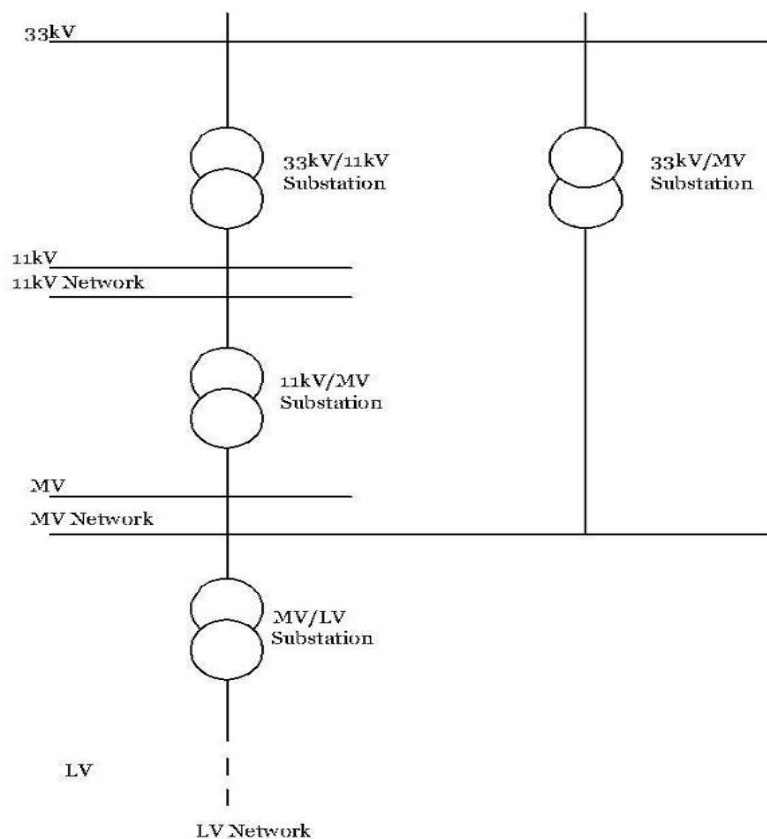 33kV
33kV/11kV
Substation
33kV/MV
Substation
11kV
11kV Network
11kV/MV
Substation
MV
MV Network
MV/LV
Substation
LV
LV Network